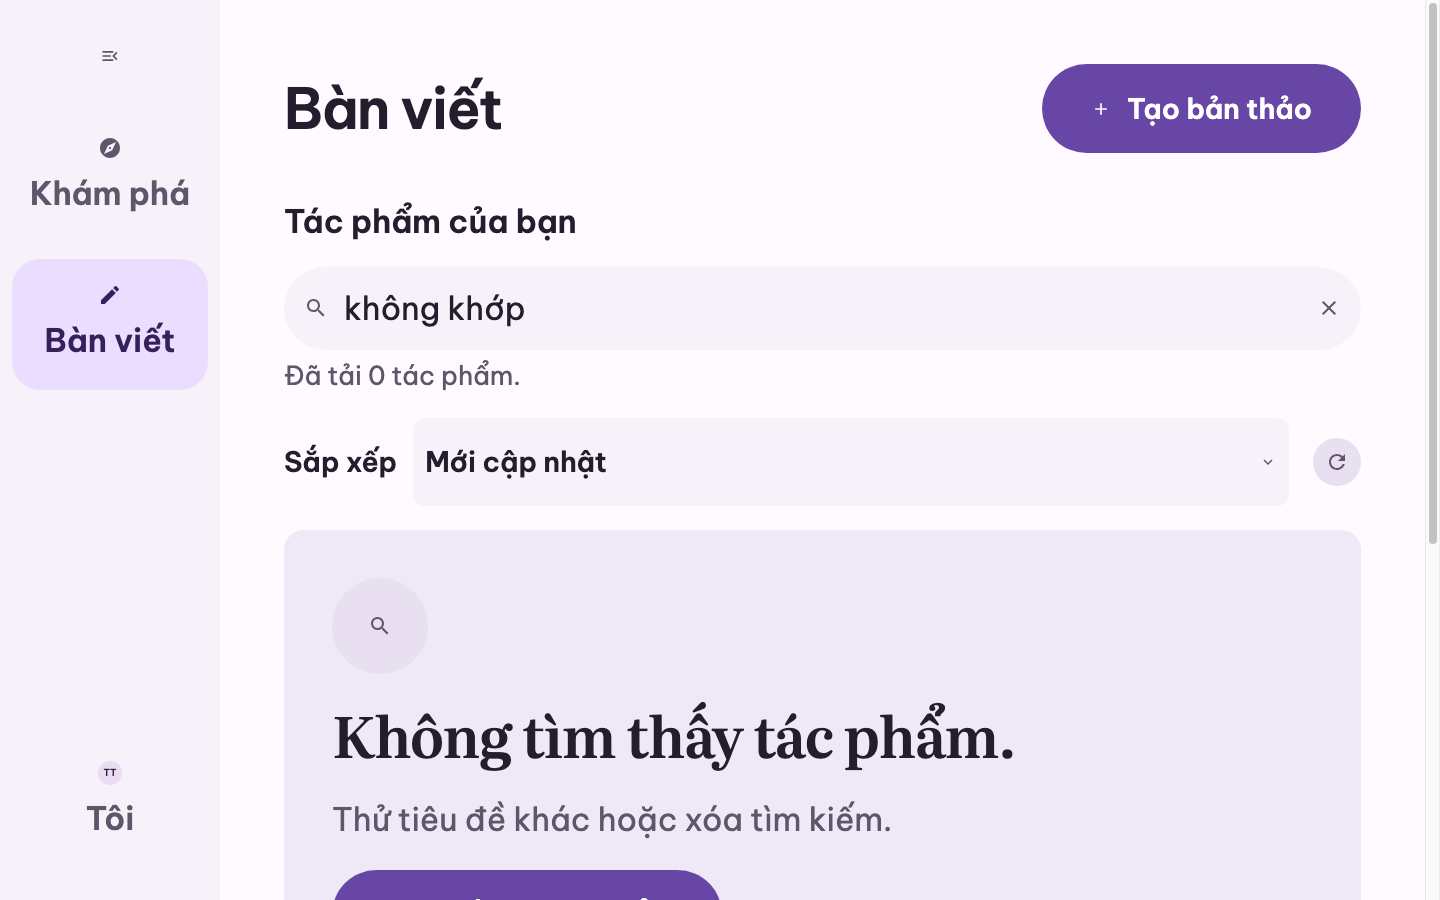 Khám phá
Bàn viết
TT
Tôi
Bàn viết
Tạo bản thảo
Tác phẩm của bạn
không khớp
Đã tải 0 tác phẩm.
Sắp xếp
Mới cập nhật
Không tìm thấy tác phẩm.
Thử tiêu đề khác hoặc xóa tìm kiếm.